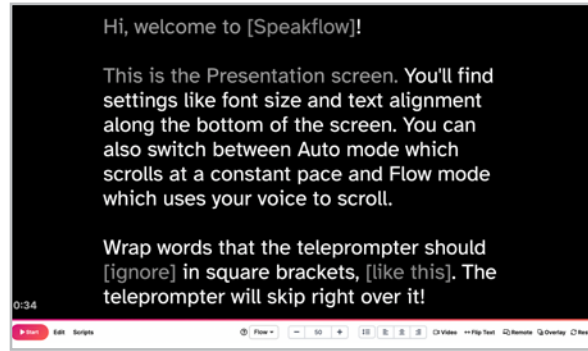 Hi, welcome to [Speakflow]!
This is the Presentation screen. You'll find
settings like font size and text alignment
along the bottom of the screen. You can
also switch between Auto mode which
scrolls at a constant pace and Flow mode
which uses your voice to scroll.
Wrap words that the teleprompter should
[ignore] in square brackets, [like this]. The
teleprompter will skip right over it!
0:34
Start Edit Scripts Flow − 50 + Video Flip Text Remote Overlay Res